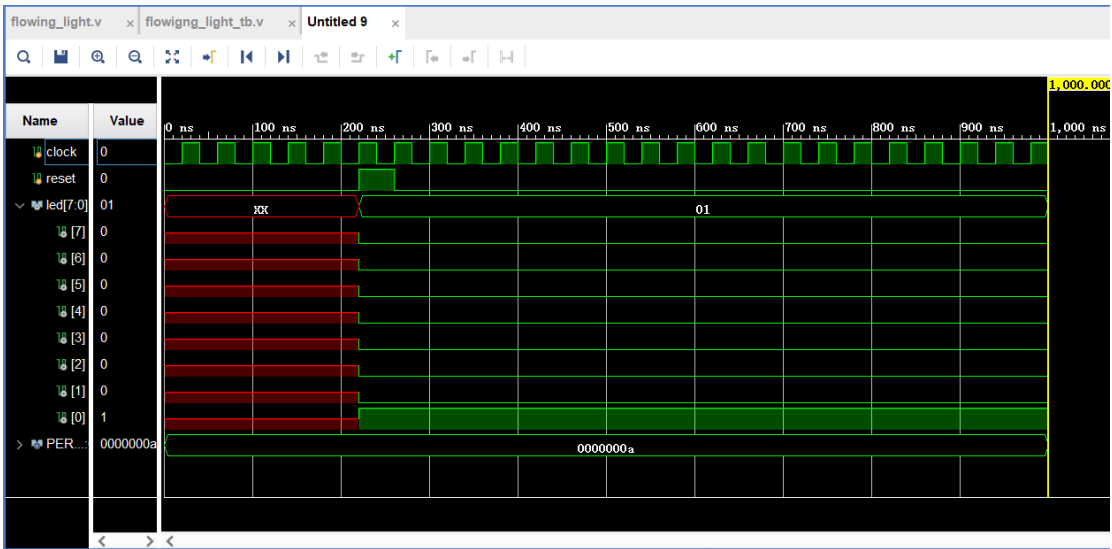 flowing_light.v × flowigng_light_tb.v × Untitled 9 ×
1,000.000
Name Value 0 ns 100 ns 200 ns 300 ns 400 ns 500 ns 600 ns 700 ns 800 ns 900 ns 1,000 ns
clock 0
reset 0
led[7:0] 01 XX 01
[7] 0
[6] 0
[5] 0
[4] 0
[3] 0
[2] 0
[1] 0
[0] 1
PER...: 0000000a 0000000a